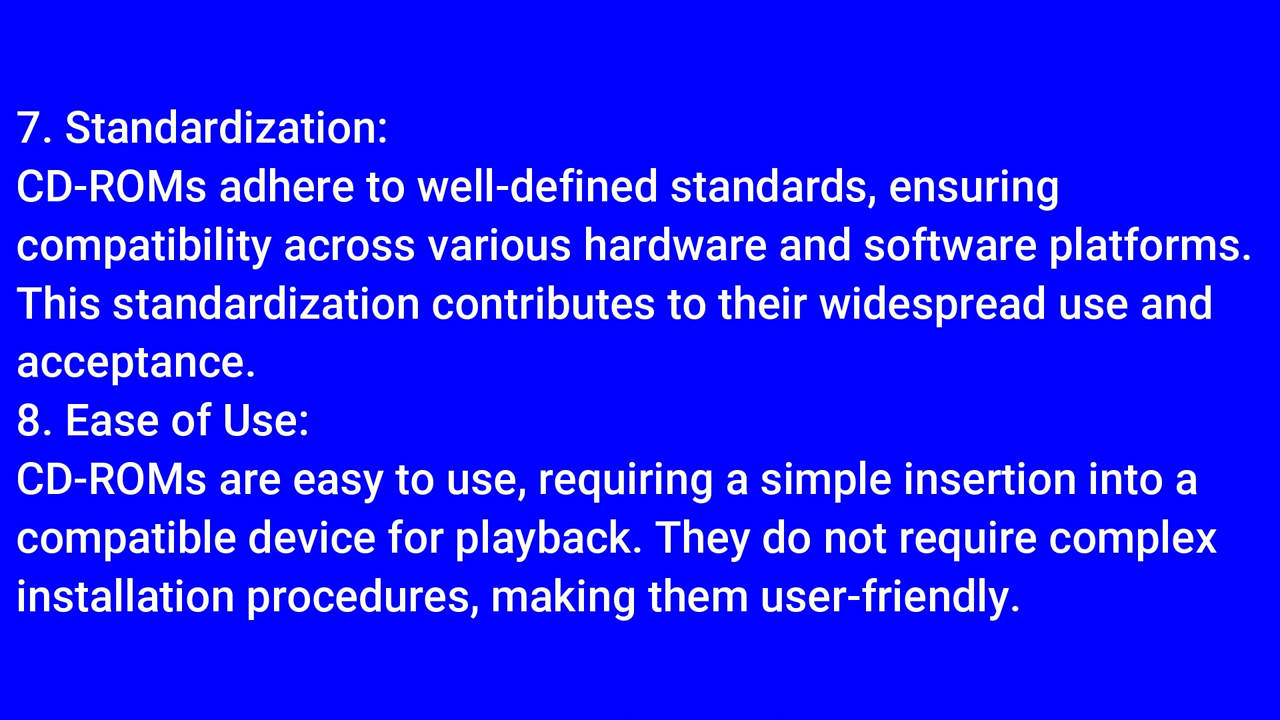 7. Standardization:
CD-ROMs adhere to well-defined standards, ensuring
compatibility across various hardware and software platforms.
This standardization contributes to their widespread use and
acceptance.
8. Ease of Use:
CD-ROMs are easy to use, requiring a simple insertion into a
compatible device for playback. They do not require complex
installation procedures, making them user-friendly.